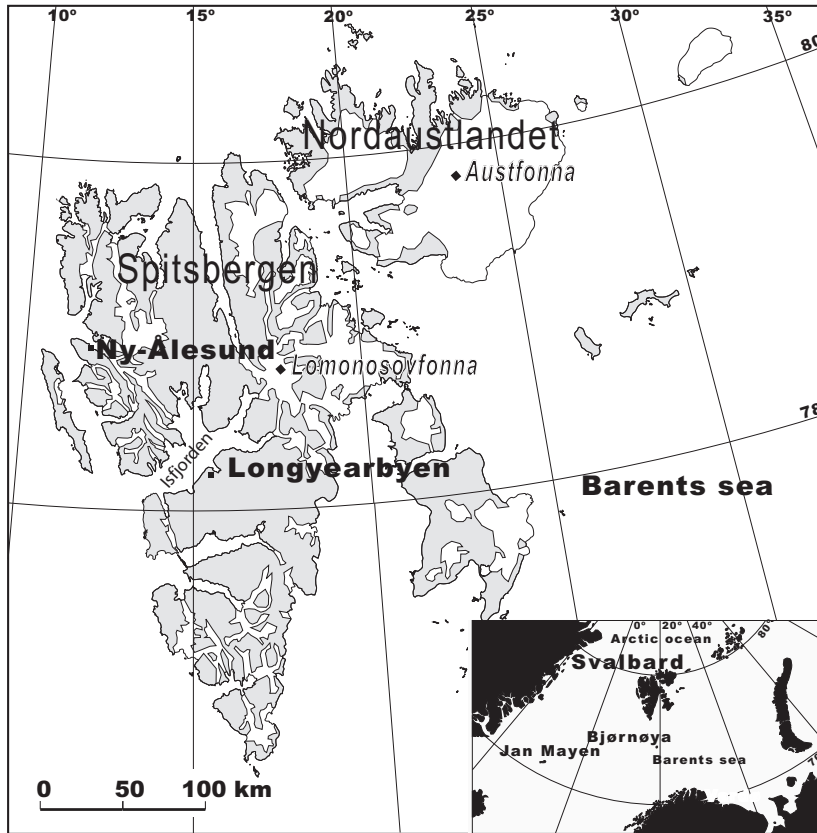 10° 15° 20° 25° 30° 35°
80
Nordaustlandet
Austfonna
Spitsbergen
Ny-Ålesund
Lomonosovfonna
78
Isfjorden
Longyearbyen
Barents sea
0° 20° 40°
Arctic ocean
80°
Svalbard
Bjørnøya
Jan Mayen
Barents sea
0 50 100 km